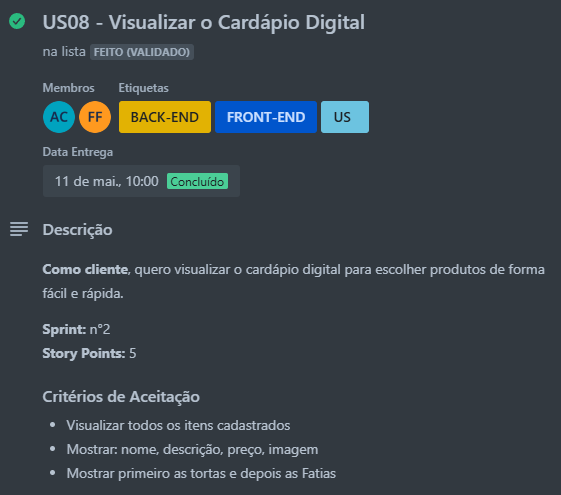 US08 - Visualizar o Cardápio Digital
na lista FEITO (VALIDADO)
Membros Etiquetas
AC FF BACK-END FRONT-END US
Data Entrega
11 de mai., 10:00 Concluído
Descrição
Como cliente, quero visualizar o cardápio digital para escolher produtos de forma
fácil e rápida.
Sprint: n°2
Story Points: 5
Critérios de Aceitação
• Visualizar todos os itens cadastrados
• Mostrar: nome, descrição, preço, imagem
• Mostrar primeiro as tortas e depois as Fatias